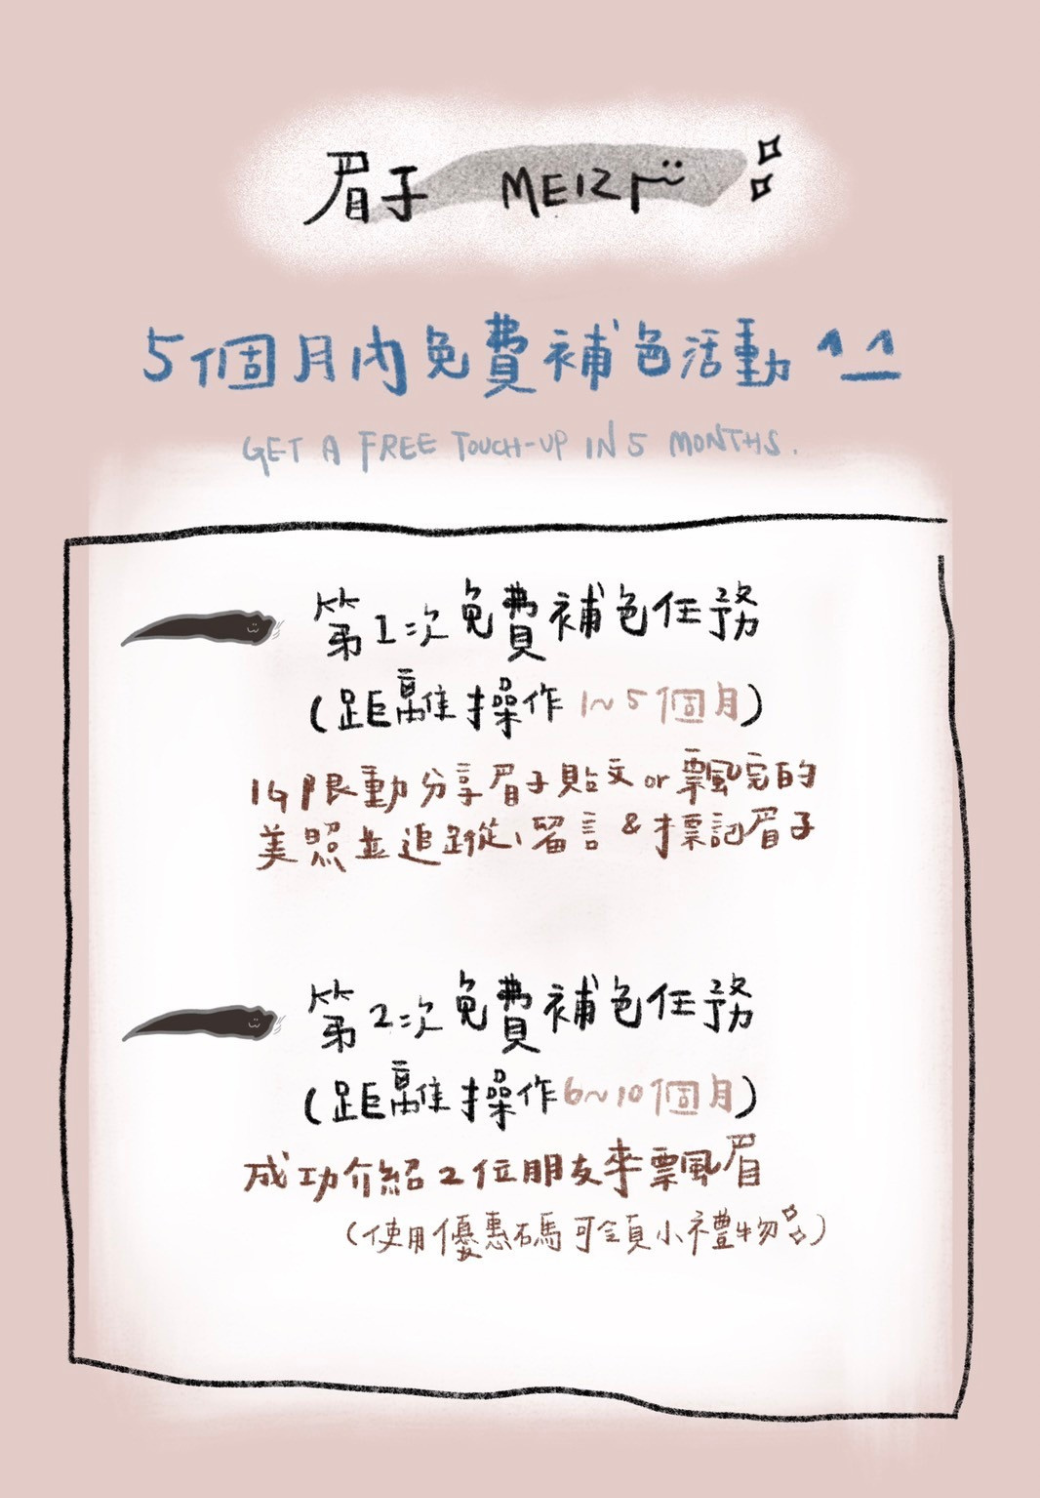 眉子 MEIZI
5個月內免費補色活動 ^_^
GET A FREE TOUCH-UP IN 5 MONTHS.
第1次免費補色任務
(距離操作1~5個月)
IG限動分享眉子貼文or飄完的
美照並追蹤、留言&標記眉子
第2次免費補色任務
(距離操作6~10個月)
成功介紹2位朋友來飄眉
(使用優惠碼可領小禮物)